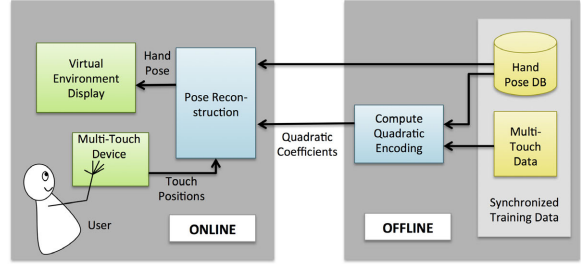 Virtual
Environment
Display
Hand
Pose
Pose Recon-
struction
Multi-Touch
Device
Touch
Positions
User
ONLINE
Quadratic
Coefficients
Compute
Quadratic
Encoding
Hand
Pose DB
Multi-
Touch
Data
Synchronized
Training Data
OFFLINE